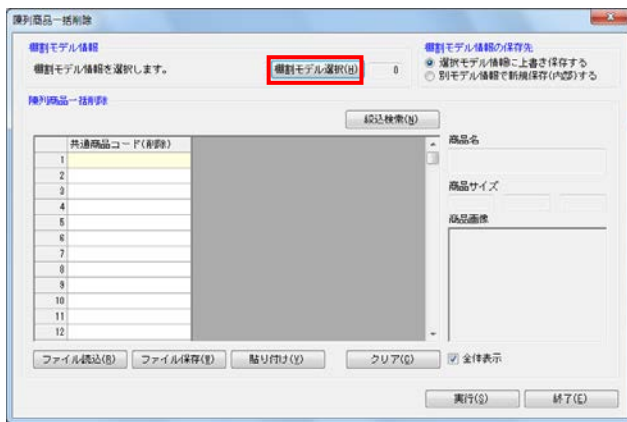 陳列商品一括削除
棚割モデル情報
棚割モデル情報を選択します。
棚割モデル選択(H)
0
棚割モデル情報の保存先
選択モデル情報に上書き保存する
別モデル情報で新規保存(内部)する
陳列商品一括削除
絞込検索(N)
共通商品コード(削除)
1
2
3
4
5
6
7
8
9
10
11
12
商品名
商品サイズ
商品画像
ファイル読込(R)
ファイル保存(W)
貼り付け(V)
クリア(C)
全体表示
実行(S)
終了(E)